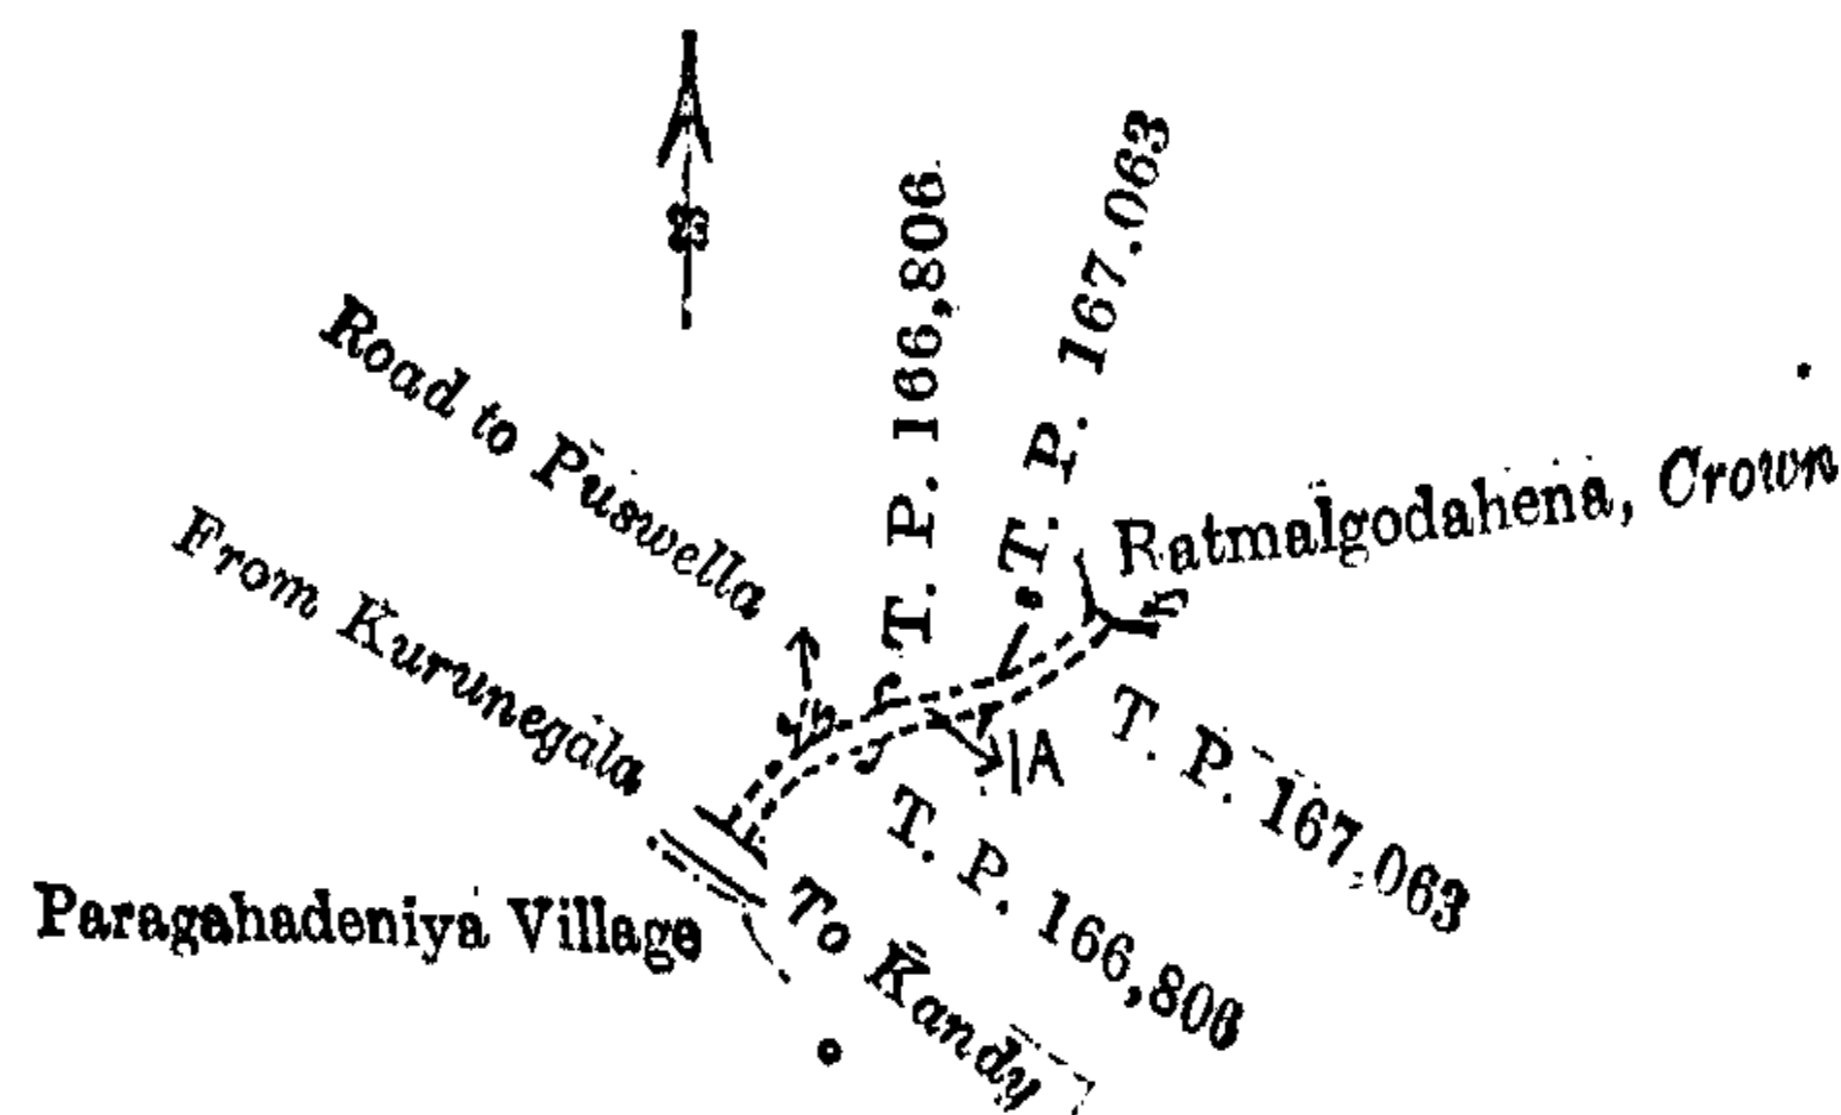 T. P. 166,806
T. P. 167.063
Road to Puswella
From Kurunegala
Ratmalgodahena, Crown
1A
T. P. 167,063
T. P. 166,806
Paragahadeniya Village
To Kandy